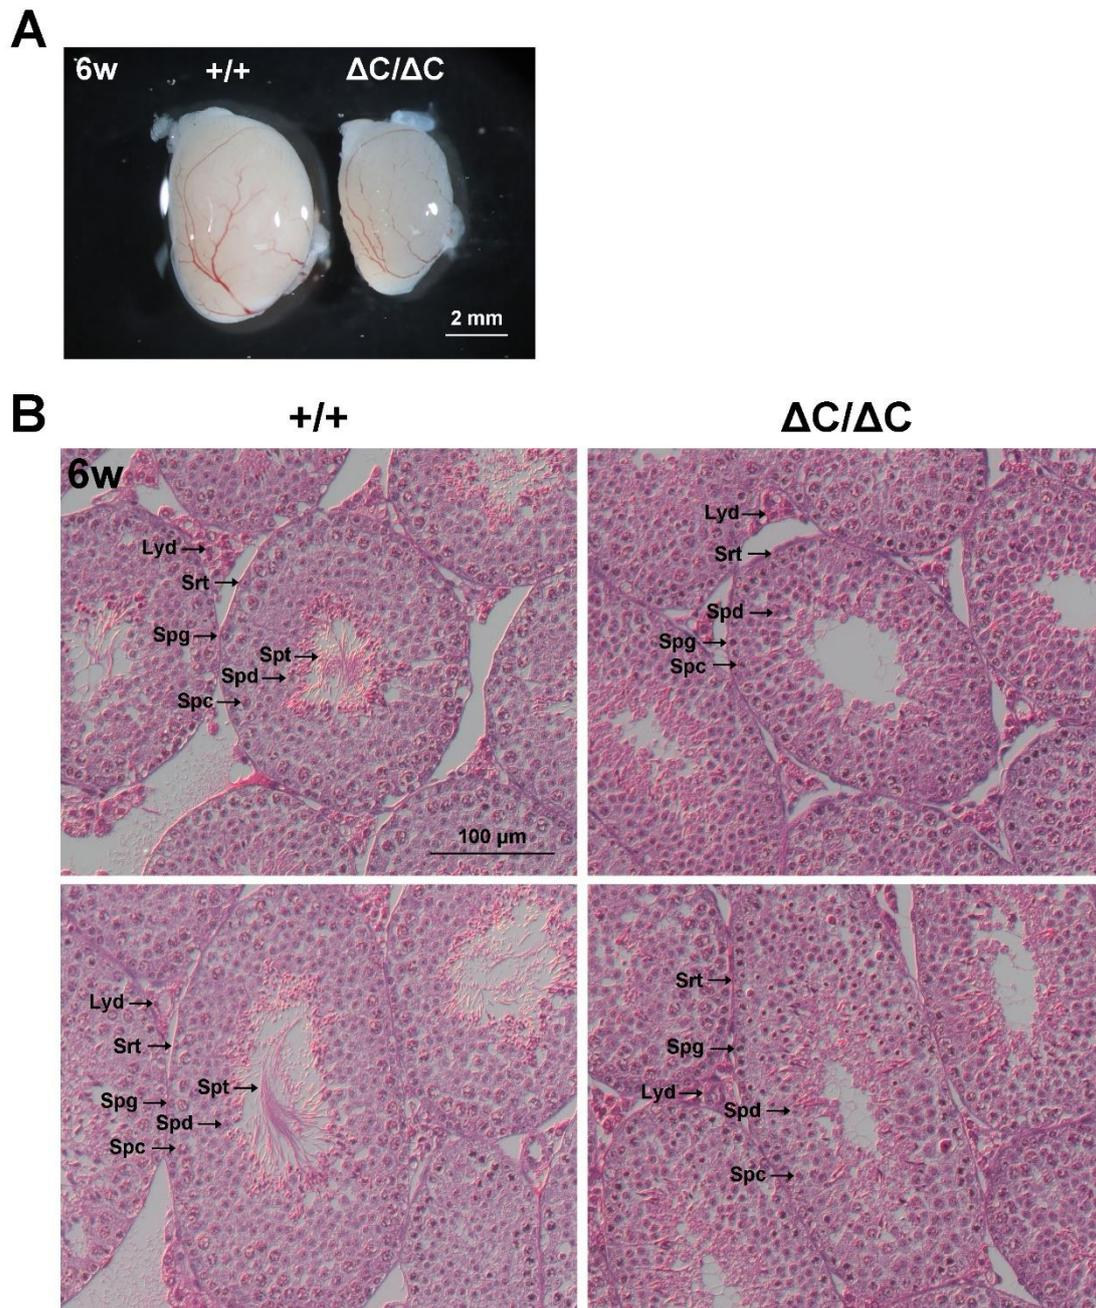 A
6w +/+ ΔC/ΔC
2 mm
B
+/+ ΔC/ΔC
6w
Lyd
Srt
Spg
Spt
Spd
Spc
100 µm
Lyd
Srt
Spd
Spg
Spc
Lyd
Srt
Spt
Spg
Spd
Spc
Srt
Spg
Lyd
Spd
Spc